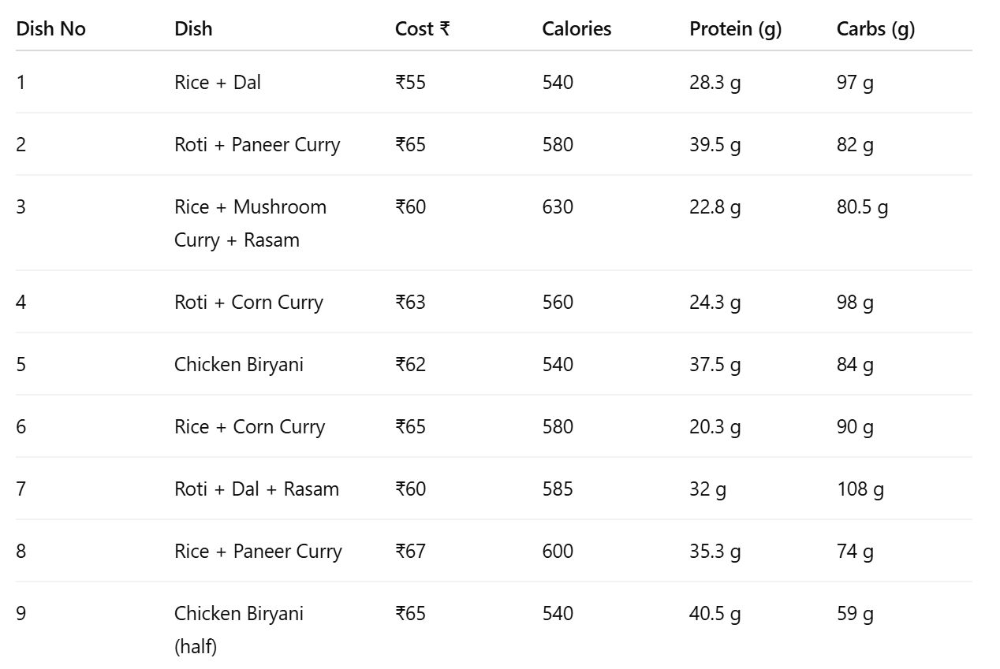 Dish No Dish Cost ₹ Calories Protein (g) Carbs (g)
1 Rice + Dal ₹55 540 28.3 g 97 g
2 Roti + Paneer Curry ₹65 580 39.5 g 82 g
3 Rice + Mushroom ₹60 630 22.8 g 80.5 g
Curry + Rasam
4 Roti + Corn Curry ₹63 560 24.3 g 98 g
5 Chicken Biryani ₹62 540 37.5 g 84 g
6 Rice + Corn Curry ₹65 580 20.3 g 90 g
7 Roti + Dal + Rasam ₹60 585 32 g 108 g
8 Rice + Paneer Curry ₹67 600 35.3 g 74 g
9 Chicken Biryani ₹65 540 40.5 g 59 g
(half)